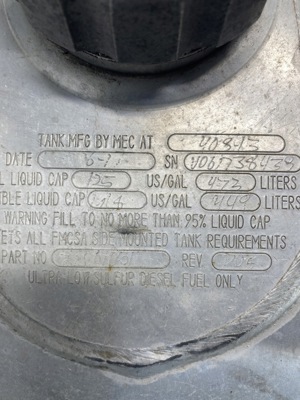 TANK MFG BY MEC AT 40845
DATE SN
L LIQUID CAP 125 US/GAL 472 LITERS
BLE LIQUID CAP US/GAL 449 LITERS
WARNING FILL TO NO MORE THAN 95% LIQUID CAP
ETS ALL FMCSA SIDE MOUNTED TANK REQUIREMENTS
PART NO REV
ULTRA LOW SULFUR DIESEL FUEL ONLY